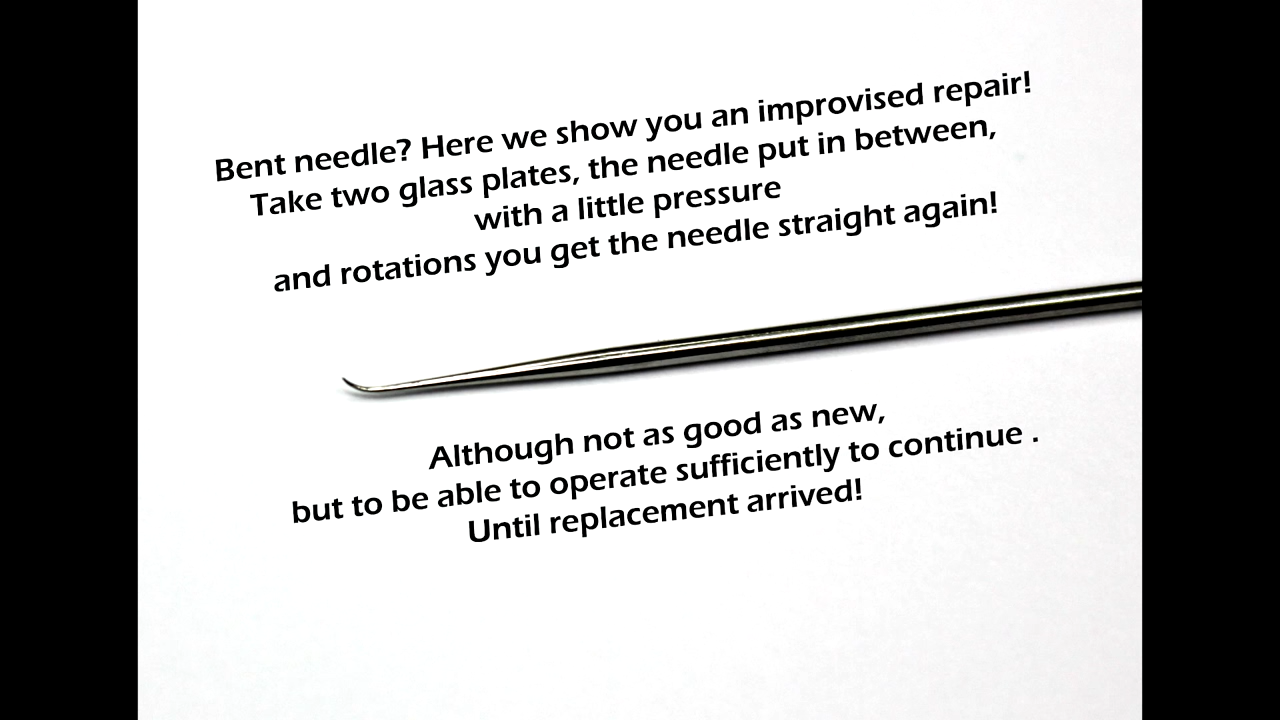 Bent needle? Here we show you an improvised repair!
Take two glass plates, the needle put in between,
with a little pressure
and rotations you get the needle straight again!
Although not as good as new,
but to be able to operate sufficiently to continue .
Until replacement arrived!